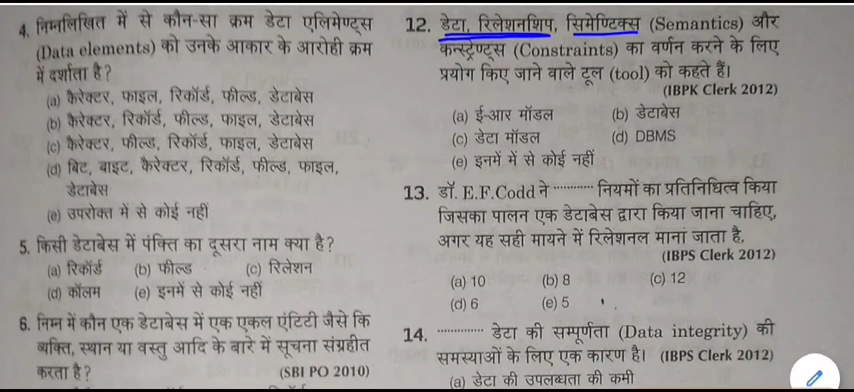 4. निम्नलिखित में से कौन-सा क्रम डेटा एलिमेण्ट्स
(Data elements) को उनके आकार के आरोही क्रम
में दर्शाता है?
(a) कैरेक्टर, फाइल, रिकॉर्ड, फील्ड, डेटाबेस
(b) कैरेक्टर, रिकॉर्ड, फील्ड, फाइल, डेटाबेस
(c) कैरेक्टर, फील्ड, रिकॉर्ड, फाइल, डेटाबेस
(d) बिट, बाइट, कैरेक्टर, रिकॉर्ड, फील्ड, फाइल,
डेटाबेस
(e) उपरोक्त में से कोई नहीं
5. किसी डेटाबेस में पंक्ति का दूसरा नाम क्या है?
(a) रिकॉर्ड (b) फील्ड (c) रिलेशन
(d) कॉलम (e) इनमें से कोई नहीं
6. निम्न में कौन एक डेटाबेस में एक एकल एंटिटी जैसे कि
व्यक्ति, स्थान या वस्तु आदि के बारे में सूचना संग्रहीत
करता है? (SBI PO 2010)
12. डेटा, रिलेशनशिप, सिमेण्टिक्स (Semantics) और
कन्स्ट्रेण्ट्स (Constraints) का वर्णन करने के लिए
प्रयोग किए जाने वाले टूल (tool) को कहते हैं।
(IBPK Clerk 2012)
(a) ई-आर मॉडल (b) डेटाबेस
(c) डेटा मॉडल (d) DBMS
(e) इनमें में से कोई नहीं
13. डॉ. E.F.Codd ने ........... नियमों का प्रतिनिधित्व किया
जिसका पालन एक डेटाबेस द्वारा किया जाना चाहिए,
अगर यह सही मायने में रिलेशनल माना जाता है,
(IBPS Clerk 2012)
(a) 10 (b) 8 (c) 12
(d) 6 (e) 5
14. ............ डेटा की सम्पूर्णता (Data integrity) की
समस्याओं के लिए एक कारण है। (IBPS Clerk 2012)
(a) डेटा की उपलब्धता की कमी